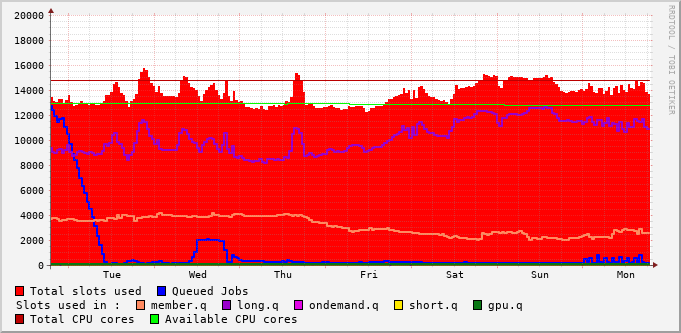 20000
18000
16000
14000
12000
10000
8000
6000
4000
2000
0
Tue Wed Thu Fri Sat Sun Mon
Total slots used Queued Jobs
Slots used in : member.q long.q ondemand.q short.q gpu.q
Total CPU cores Available CPU cores
RRDTOOL / TOBI OETIKER